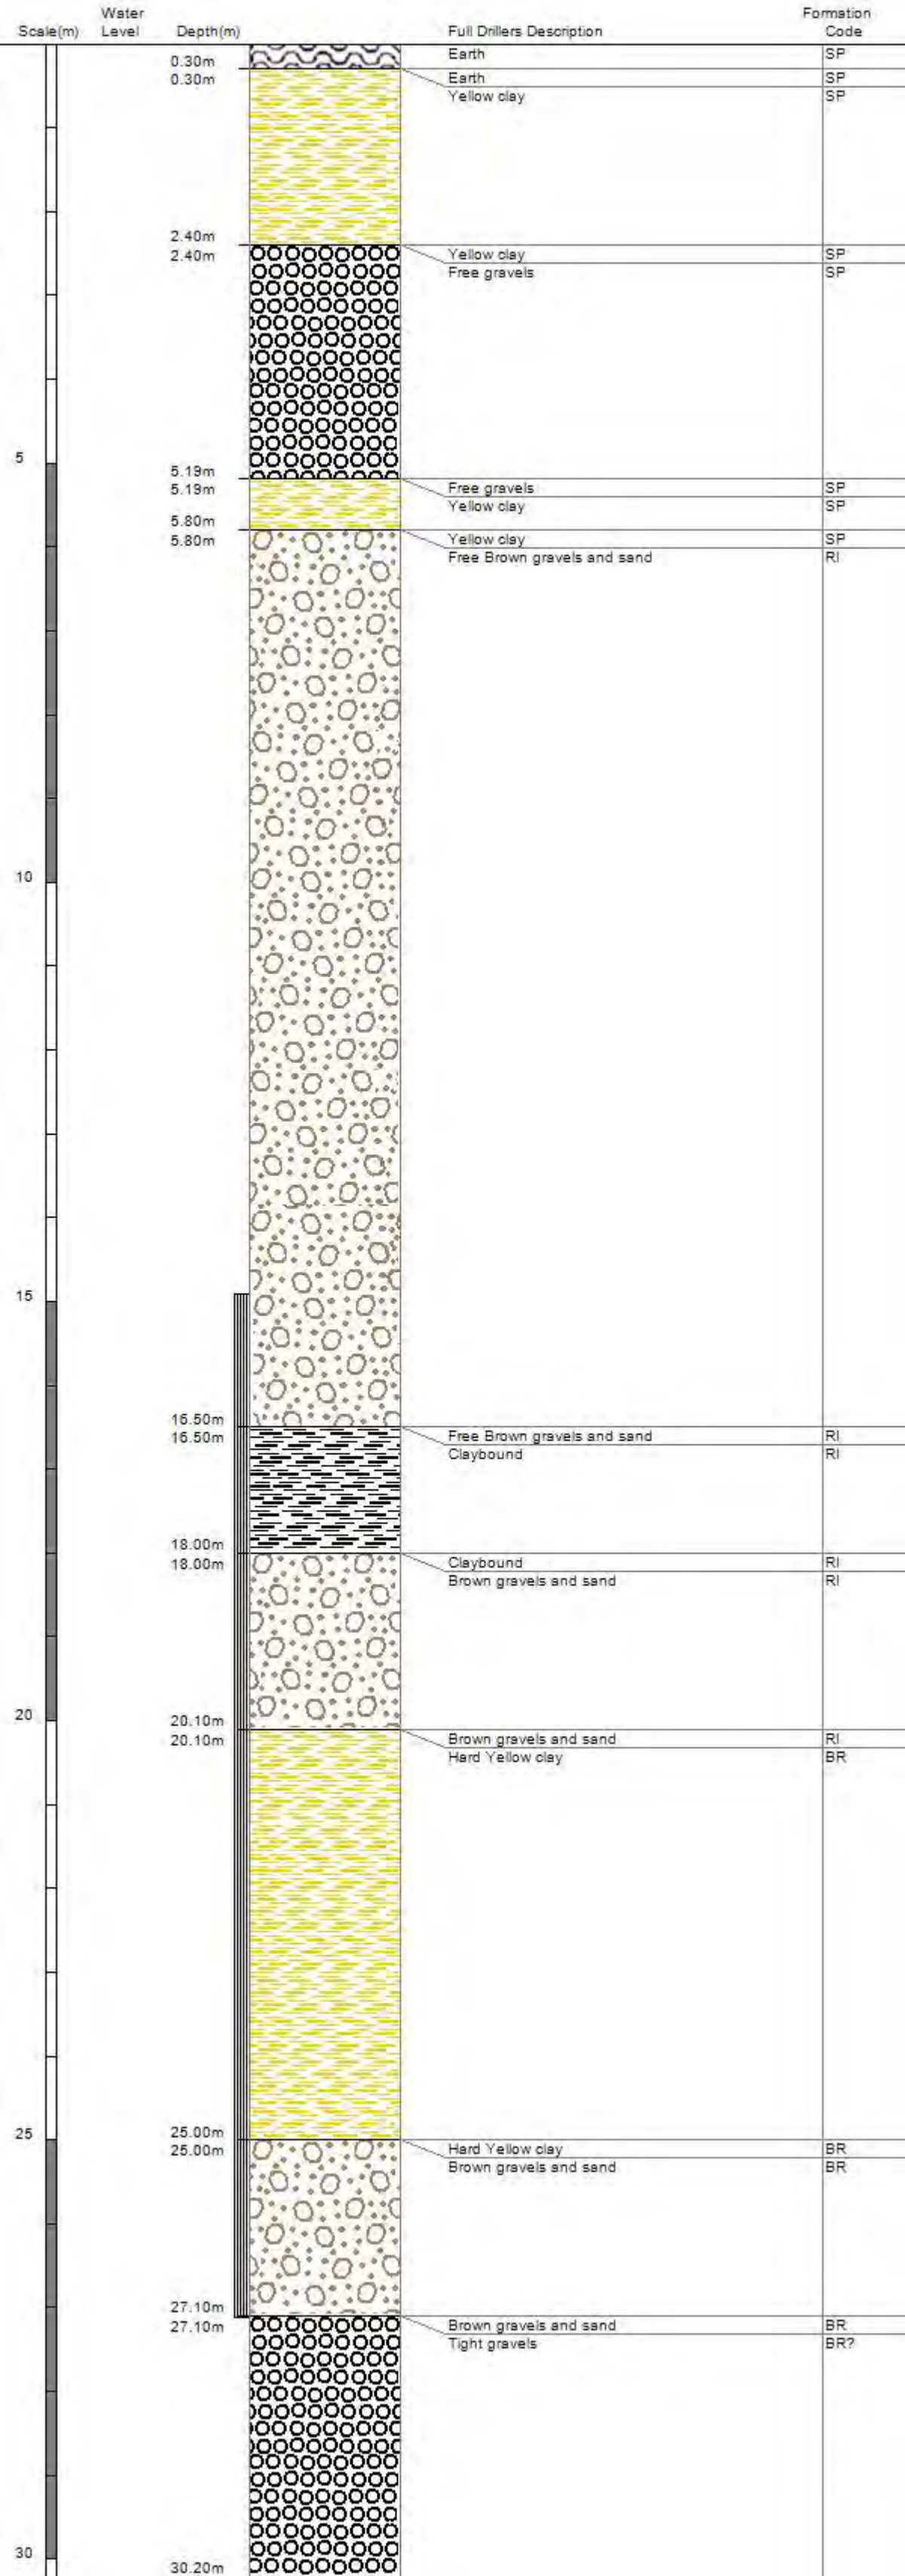 Water Formation
Scale(m) Level Depth(m) Full Drillers Description Code
Earth SP
0.30m
0.30m Earth SP
Yellow clay SP
2.40m
2.40m Yellow clay SP
Free gravels SP
5
5.19m
5.19m Free gravels SP
Yellow clay SP
5.80m
5.80m Yellow clay SP
Free Brown gravels and sand RI
10
15
16.50m
16.50m Free Brown gravels and sand RI
Claybound RI
18.00m
18.00m Claybound RI
Brown gravels and sand RI
20
20.10m
20.10m Brown gravels and sand RI
Hard Yellow clay BR
25
25.00m
25.00m Hard Yellow clay BR
Brown gravels and sand BR
27.10m
27.10m Brown gravels and sand BR
Tight gravels BR?
30
30.20m